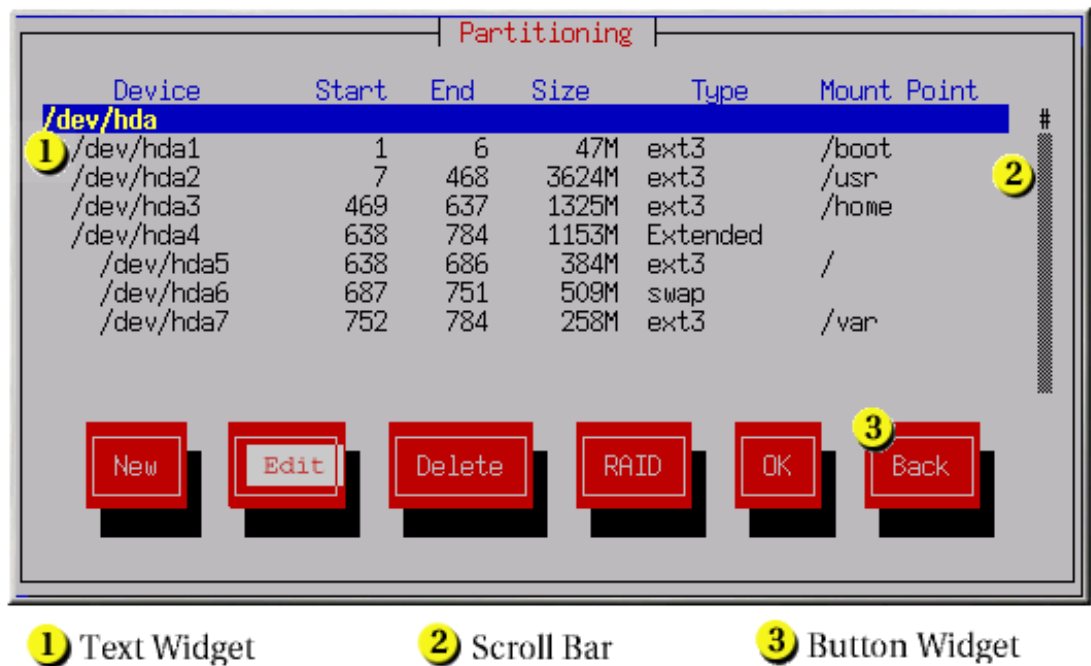 Partitioning
Device Start End Size Type Mount Point
/dev/hda #
1 /dev/hda1 1 6 47M ext3 /boot
/dev/hda2 7 468 3624M ext3 /usr 2
/dev/hda3 469 637 1325M ext3 /home
/dev/hda4 638 784 1153M Extended
/dev/hda5 638 686 384M ext3 /
/dev/hda6 687 751 509M swap
/dev/hda7 752 784 258M ext3 /var
3
New Edit Delete RAID OK Back
1 Text Widget 2 Scroll Bar 3 Button Widget